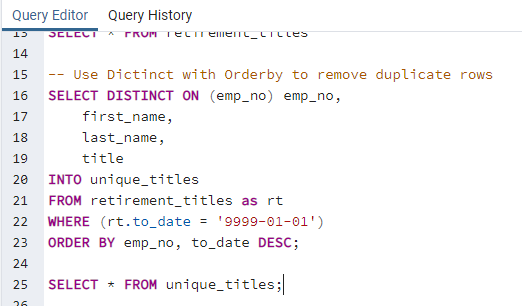 Query Editor Query History
13 SELECT * FROM retirement_titles
14
15 -- Use Dictinct with Orderby to remove duplicate rows
16 SELECT DISTINCT ON (emp_no) emp_no,
17 first_name,
18 last_name,
19 title
20 INTO unique_titles
21 FROM retirement_titles as rt
22 WHERE (rt.to_date = '9999-01-01')
23 ORDER BY emp_no, to_date DESC;
24
25 SELECT * FROM unique_titles;
26